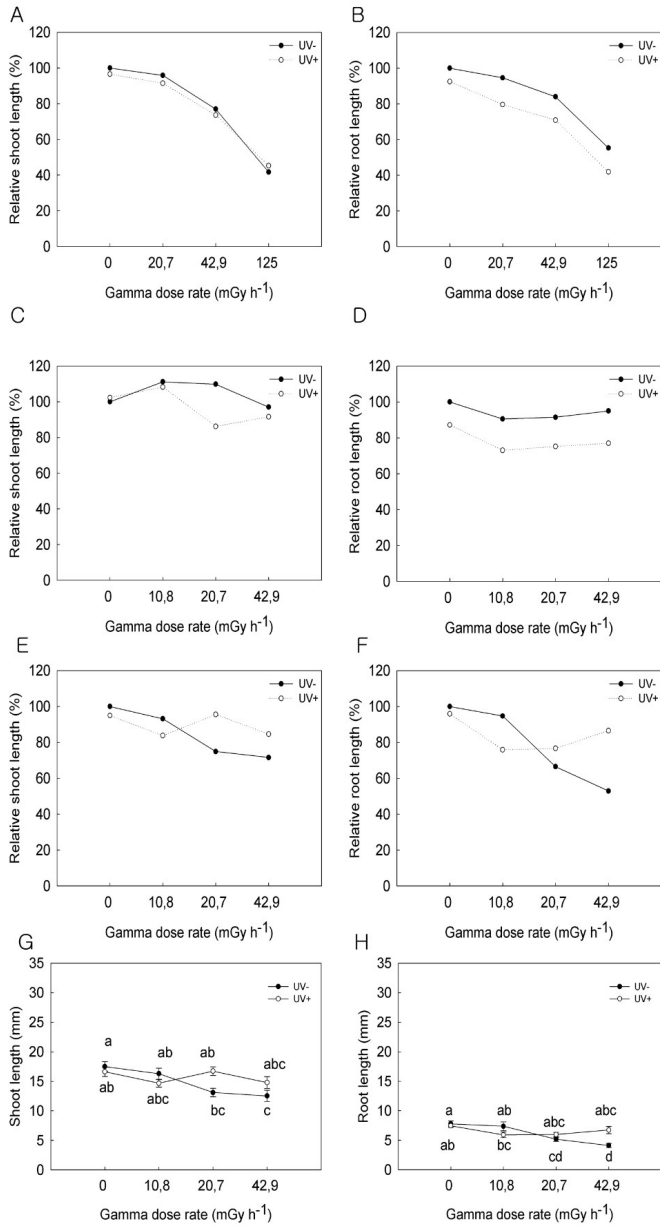 A
UV-
UV+
120
100
80
60
40
20
0
Relative shoot length (%)
0 20,7 42,9 125
Gamma dose rate (mGy h-1)
B
UV-
UV+
120
100
80
60
40
20
0
Relative root length (%)
0 20,7 42,9 125
Gamma dose rate (mGy h-1)
C
UV-
UV+
120
100
80
60
40
20
0
Relative shoot length (%)
0 10,8 20,7 42,9
Gamma dose rate (mGy h-1)
D
UV-
UV+
120
100
80
60
40
20
0
Relative root length (%)
0 10,8 20,7 42,9
Gamma dose rate (mGy h-1)
E
UV-
UV+
120
100
80
60
40
20
0
Relative shoot length (%)
0 10,8 20,7 42,9
Gamma dose rate (mGy h-1)
F
UV-
UV+
120
100
80
60
40
20
0
Relative root length (%)
0 10,8 20,7 42,9
Gamma dose rate (mGy h-1)
G
UV-
UV+
35
30
25
20
15
10
5
0
Shoot length (mm)
a ab ab abc
ab abc bc c
0 10,8 20,7 42,9
Gamma dose rate (mGy h-1)
H
UV-
UV+
35
30
25
20
15
10
5
0
Root length (mm)
a ab abc abc
ab bc cd d
0 10,8 20,7 42,9
Gamma dose rate (mGy h-1)